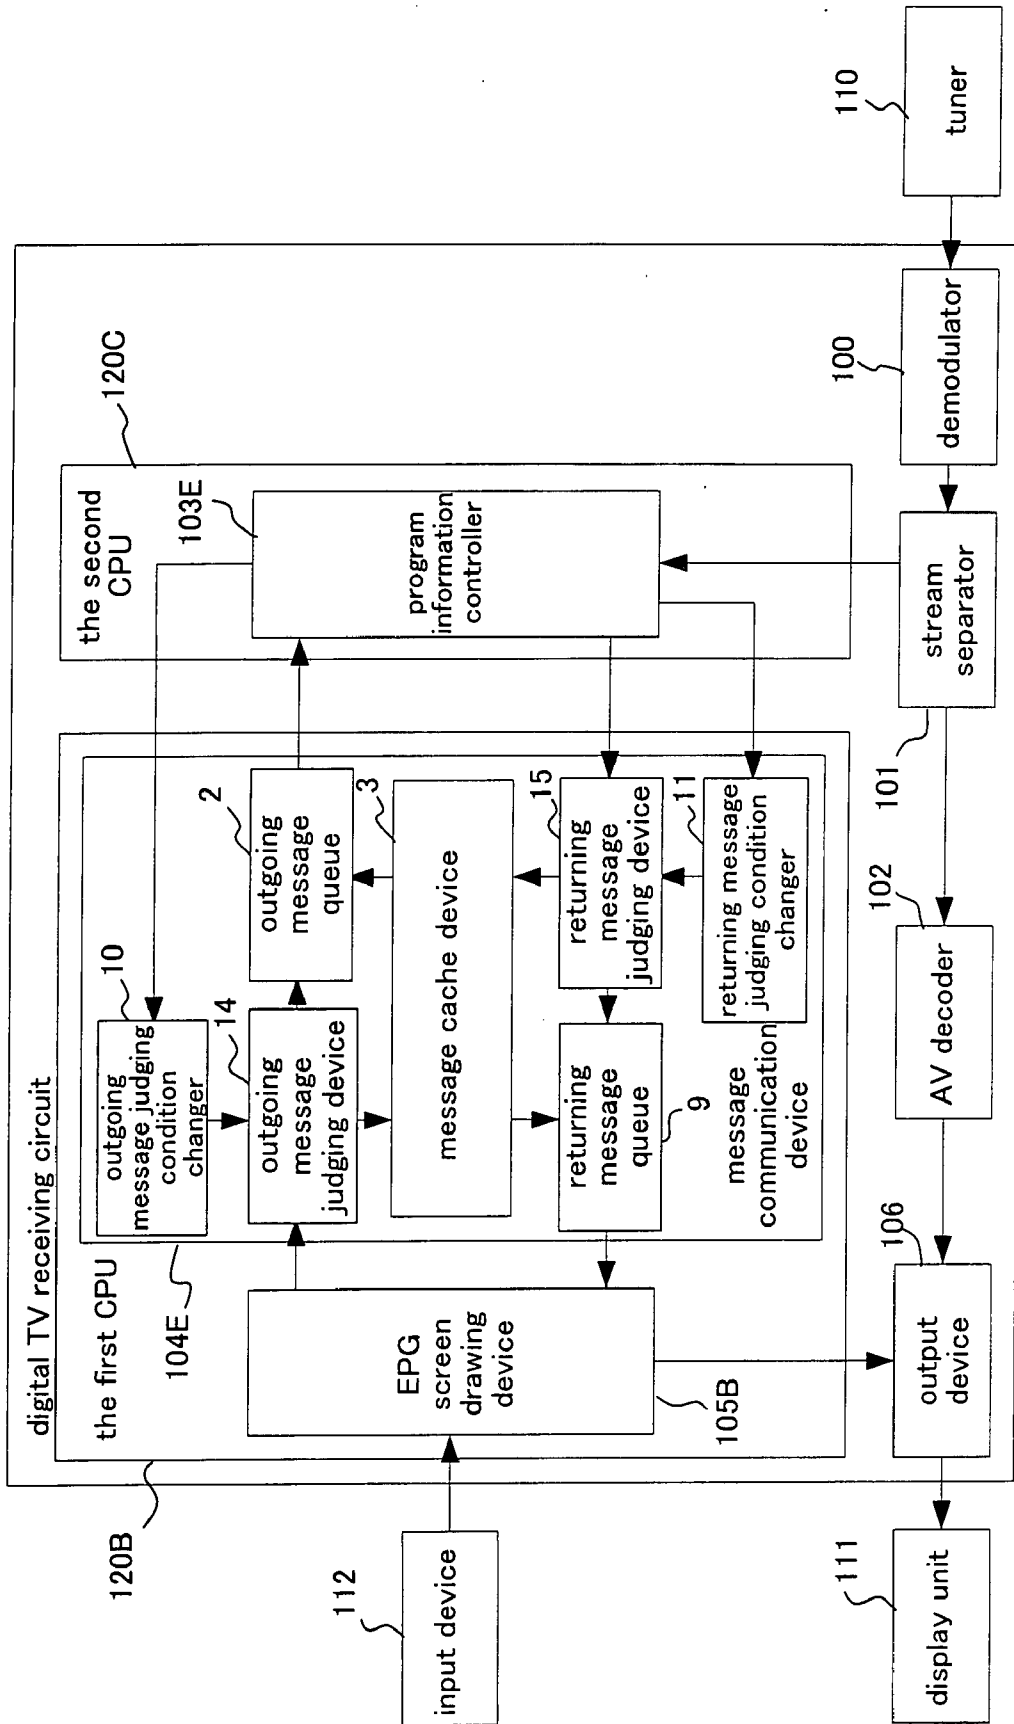 digital TV receiving circuit
120B
the first CPU
104E
10
outgoing
message judging
condition
changer
14
outgoing
message
judging device
2
outgoing
message
queue
3
message cache device
15
returning
message
judging device
11
returning message
judging condition
changer
returning
message
queue
9
message
communication
device
EPG
screen
drawing
device
105B
the second
CPU
120C
103E
program
information
controller
112
input device
111
display unit
106
output
device
102
AV decoder
101
stream
separator
100
demodulator
110
tuner